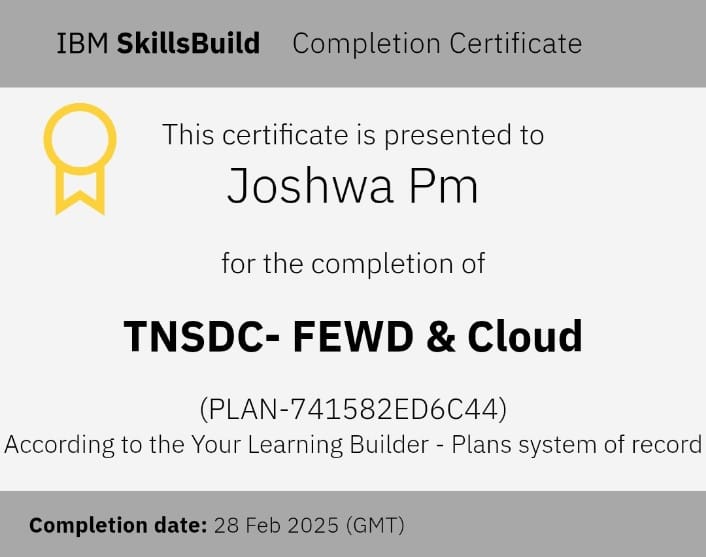 IBM SkillsBuild Completion Certificate
This certificate is presented to
Joshwa Pm
for the completion of
TNSDC- FEWD & Cloud
(PLAN-741582ED6C44)
According to the Your Learning Builder - Plans system of record
Completion date: 28 Feb 2025 (GMT)